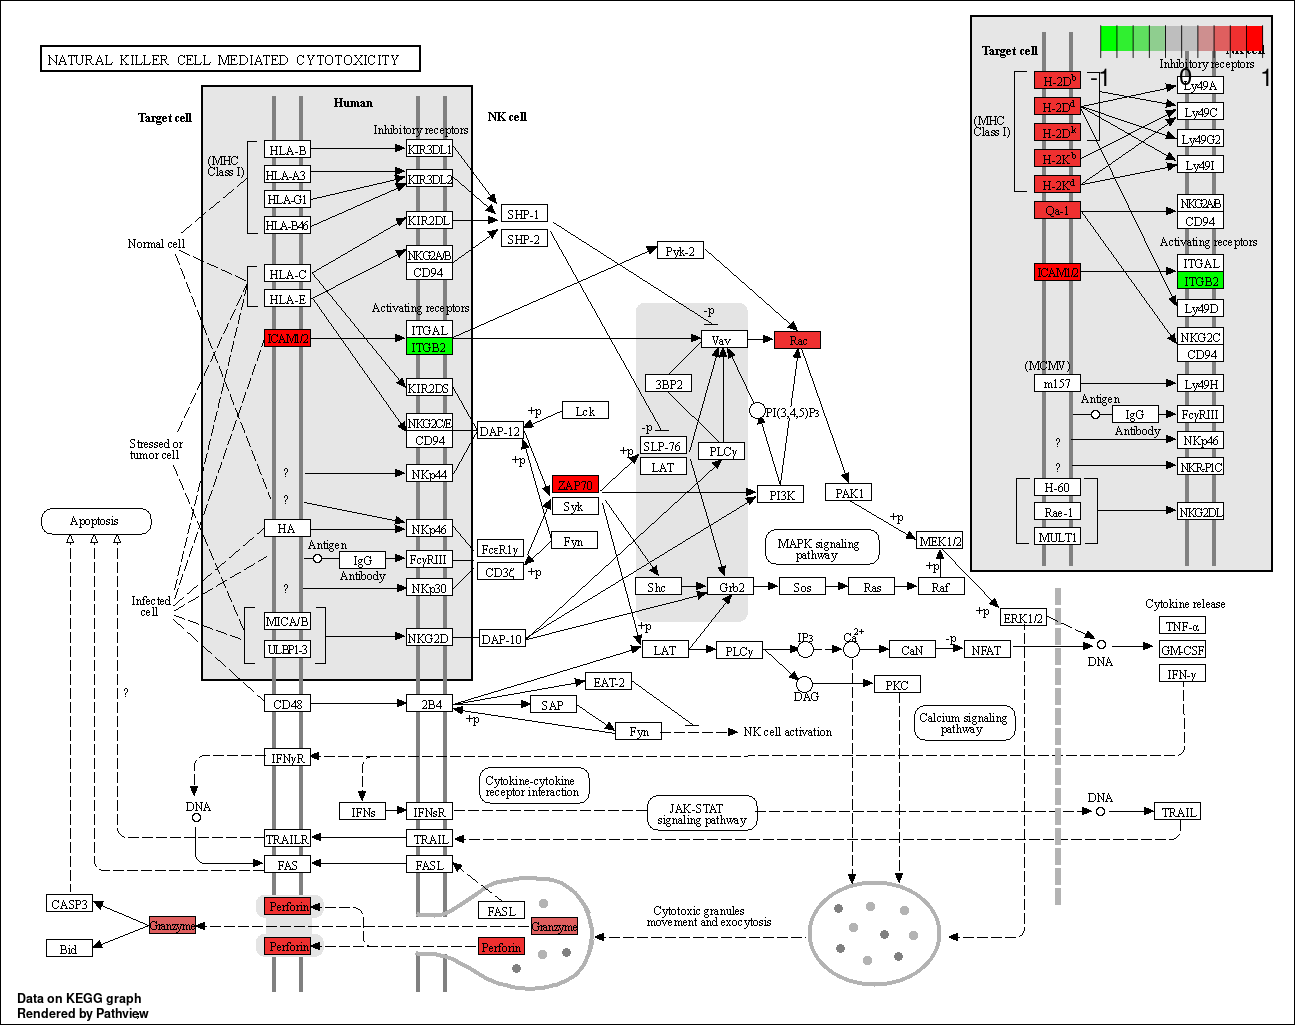 NATURAL KILLER CELL MEDIATED CYTOTOXICITY
Target cell
Human
NK cell
Inhibitory receptors
(MHC
Class I)
HLA-B
HLA-A3
HLA-G1
HLA-B46
KIR3DL1
KIR3DL2
KIR2DL
NKG2A/B
CD94
SHP-1
SHP-2
Normal cell
HLA-C
HLA-E
Activating receptors
ICAM1/2
ITGAL
ITGB2
KIR2DS
NKG2C/E
CD94
NKp44
NKp46
FcγRIII
NKp30
NKG2D
Stressed or
tumor cell
?
?
HA
Antigen
IgG
Antibody
?
MICA/B
ULBP1-3
Infected
cell
Apoptosis
?
Pyk-2
-p
Vav
Rac
3BP2
PI(3,4,5)P3
Lck
+p
DAP-12
+p
+p
-p
SLP-76
LAT
PLCγ
ZAP70
Syk
Fyn
+p
FcεR1γ
CD3ζ
PI3K
PAK1
+p
MEK1/2
+p
MAPK signaling
pathway
Shc
Grb2
Sos
Ras
Raf
+p
ERK1/2
DAP-10
+p
LAT
PLCγ
IP3
Ca2+
CaN
-p
NFAT
DNA
DAG
PKC
Cytokine release
TNF-α
GM-CSF
IFN-γ
CD48
2B4
+p
EAT-2
SAP
Fyn
NK cell activation
Calcium signaling
pathway
IFNγR
DNA
IFNs
IFNsR
Cytokine-cytokine
receptor interaction
JAK-STAT
signaling pathway
DNA
TRAIL
TRAILR
TRAIL
FAS
FASL
CASP3
Bid
Granzyme
Perforin
Perforin
FASL
Granzyme
Perforin
Cytotoxic granules
movement and exocytosis
Target cell
NK cell
-1
0
1
Inhibitory receptors
(MHC
Class I)
H-2Db
H-2Dd
H-2Dk
H-2Kb
H-2Kd
Qa-1
Ly49A
Ly49C
Ly49G2
Ly49I
NKG2A/B
CD94
Activating receptors
ICAM1/2
ITGAL
ITGB2
Ly49D
NKG2C
CD94
(MCMV)
m157
Ly49H
Antigen
IgG
Antibody
FcγRIII
?
NKp46
?
NKR-P1C
H-60
Rae-1
MULT1
NKG2DL
Data on KEGG graph
Rendered by Pathview